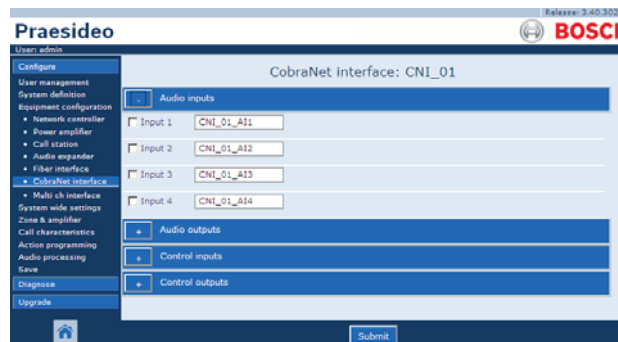 Release: 3.40.302
Praesideo
BOSCH
User: admin
Configure
User management
System definition
Equipment configuration
• Network controller
• Power amplifier
• Call station
• Audio expander
• Fiber interface
• CobraNet interface
• Multi ch interface
System wide settings
Zone & amplifier
Call characteristics
Action programming
Audio processing
Save
Diagnose
Upgrade
CobraNet interface: CNI_01
- Audio inputs
Input 1 CNI_01_AI1
Input 2 CNI_01_AI2
Input 3 CNI_01_AI3
Input 4 CNI_01_AI4
+ Audio outputs
+ Control inputs
+ Control outputs
Submit